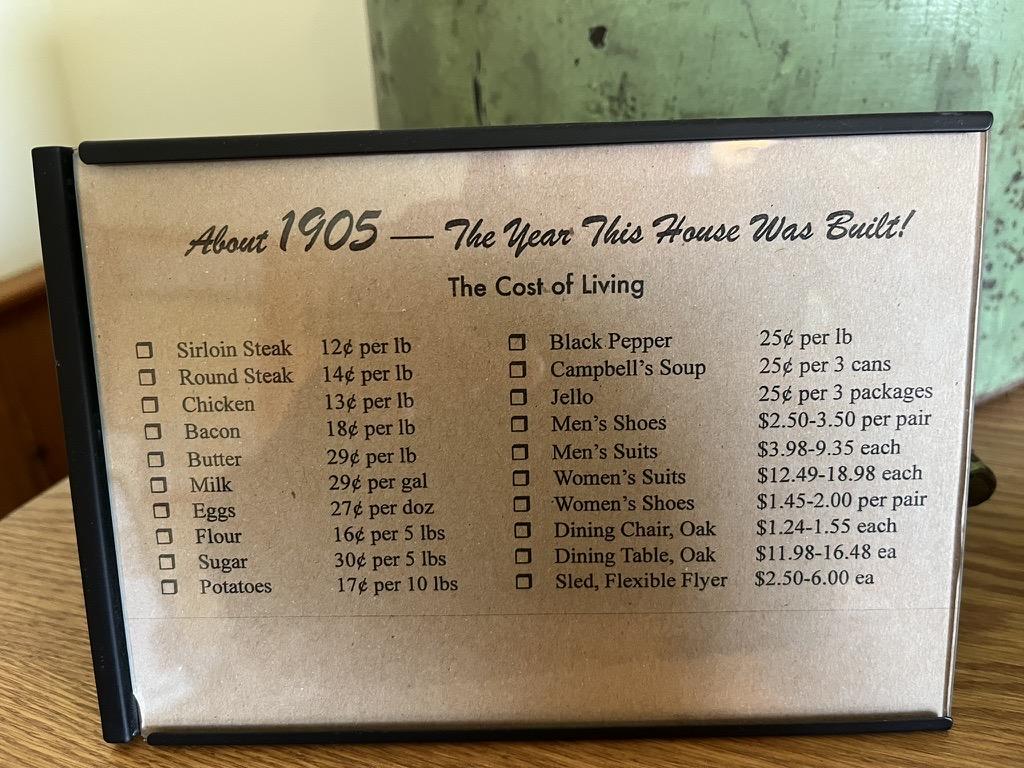 About 1905 — The Year This House Was Built!
The Cost of Living
❒ Sirloin Steak 12¢ per lb
❒ Round Steak 14¢ per lb
❒ Chicken 13¢ per lb
❒ Bacon 18¢ per lb
❒ Butter 29¢ per lb
❒ Milk 29¢ per gal
❒ Eggs 27¢ per doz
❒ Flour 16¢ per 5 lbs
❒ Sugar 30¢ per 5 lbs
❒ Potatoes 17¢ per 10 lbs
❒ Black Pepper 25¢ per lb
❒ Campbell's Soup 25¢ per 3 cans
❒ Jello 25¢ per 3 packages
❒ Men's Shoes $2.50-3.50 per pair
❒ Men's Suits $3.98-9.35 each
❒ Women's Suits $12.49-18.98 each
❒ Women's Shoes $1.45-2.00 per pair
❒ Dining Chair, Oak $1.24-1.55 each
❒ Dining Table, Oak $11.98-16.48 ea
❒ Sled, Flexible Flyer $2.50-6.00 ea